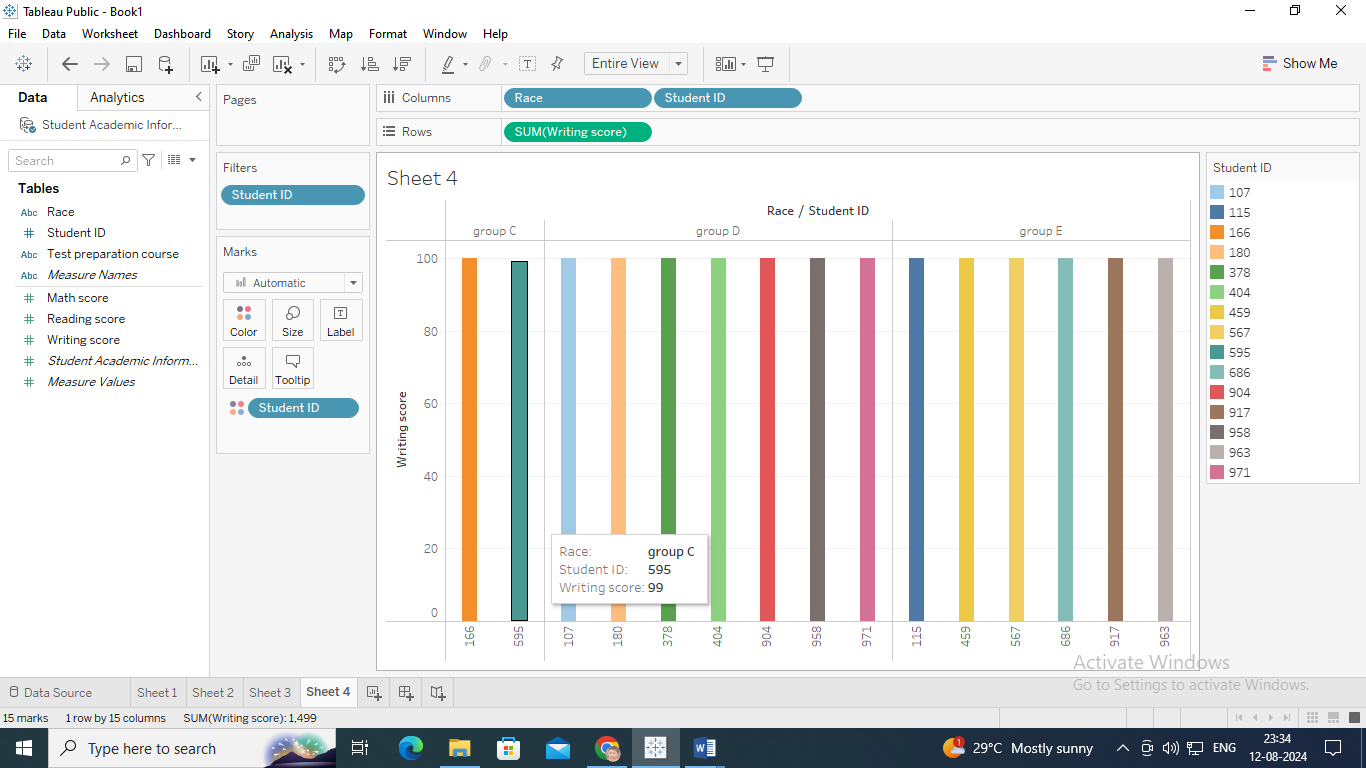 Tableau Public - Book1
File Data Worksheet Dashboard Story Analysis Map Format Window Help
Entire View
Show Me
Data Analytics
Student Academic Infor...
Search
Tables
Abc Race
# Student ID
Abc Test preparation course
Abc Measure Names
# Math score
# Reading score
# Writing score
# Student Academic Inform...
# Measure Values
Pages
Filters
Student ID
Marks
Automatic
Color Size Label
Detail Tooltip
Student ID
Columns Race Student ID
Rows SUM(Writing score)
Sheet 4
Race / Student ID
group C group D group E
Writing score
100
80
60
40
20
0
Race: group C
Student ID: 595
Writing score: 99
166 595 107 180 378 404 904 958 971 115 459 567 686 917 963
Student ID
107
115
166
180
378
404
459
567
595
686
904
917
958
963
971
Activate Windows
Go to Settings to activate Windows.
Data Source Sheet 1 Sheet 2 Sheet 3 Sheet 4
15 marks 1 row by 15 columns SUM(Writing score): 1,499
Type here to search
1
29°C Mostly sunny
ENG
23:34
12-08-2024